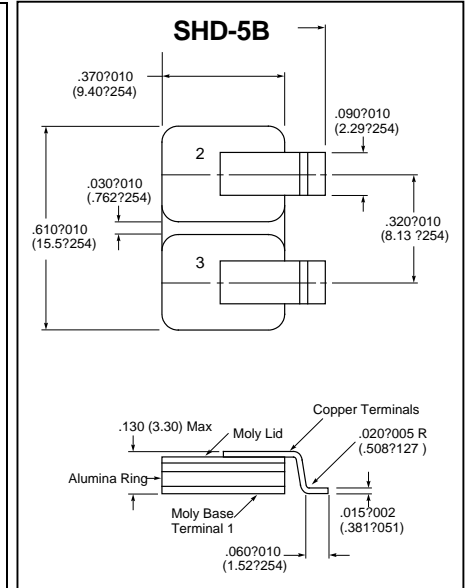 SHD-5B
.370?010
(9.40?254)
.090?010
(2.29?254)
2
.030?010
(.762?254)
.320?010
(8.13 ?254)
.610?010
(15.5?254)
3
Copper Terminals
.130 (3.30) Max
Moly Lid
.020?005 R
(.508?127 )
Alumina Ring
Moly Base
Terminal 1
.015?002
(.381?051)
.060?010
(1.52?254)